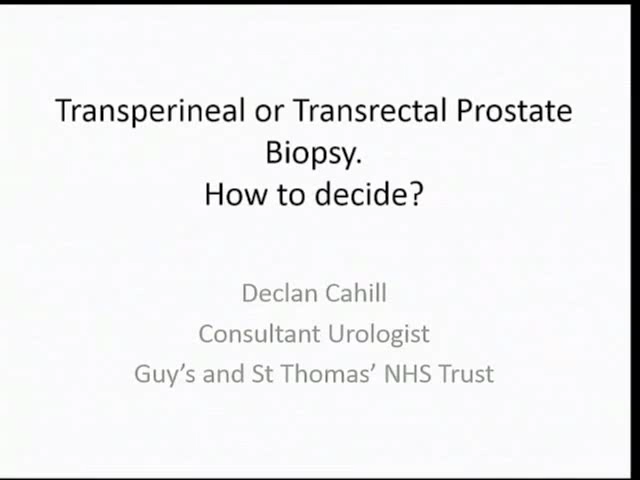 Transperineal or Transrectal Prostate
Biopsy.
How to decide?
Declan Cahill
Consultant Urologist
Guy's and St Thomas' NHS Trust